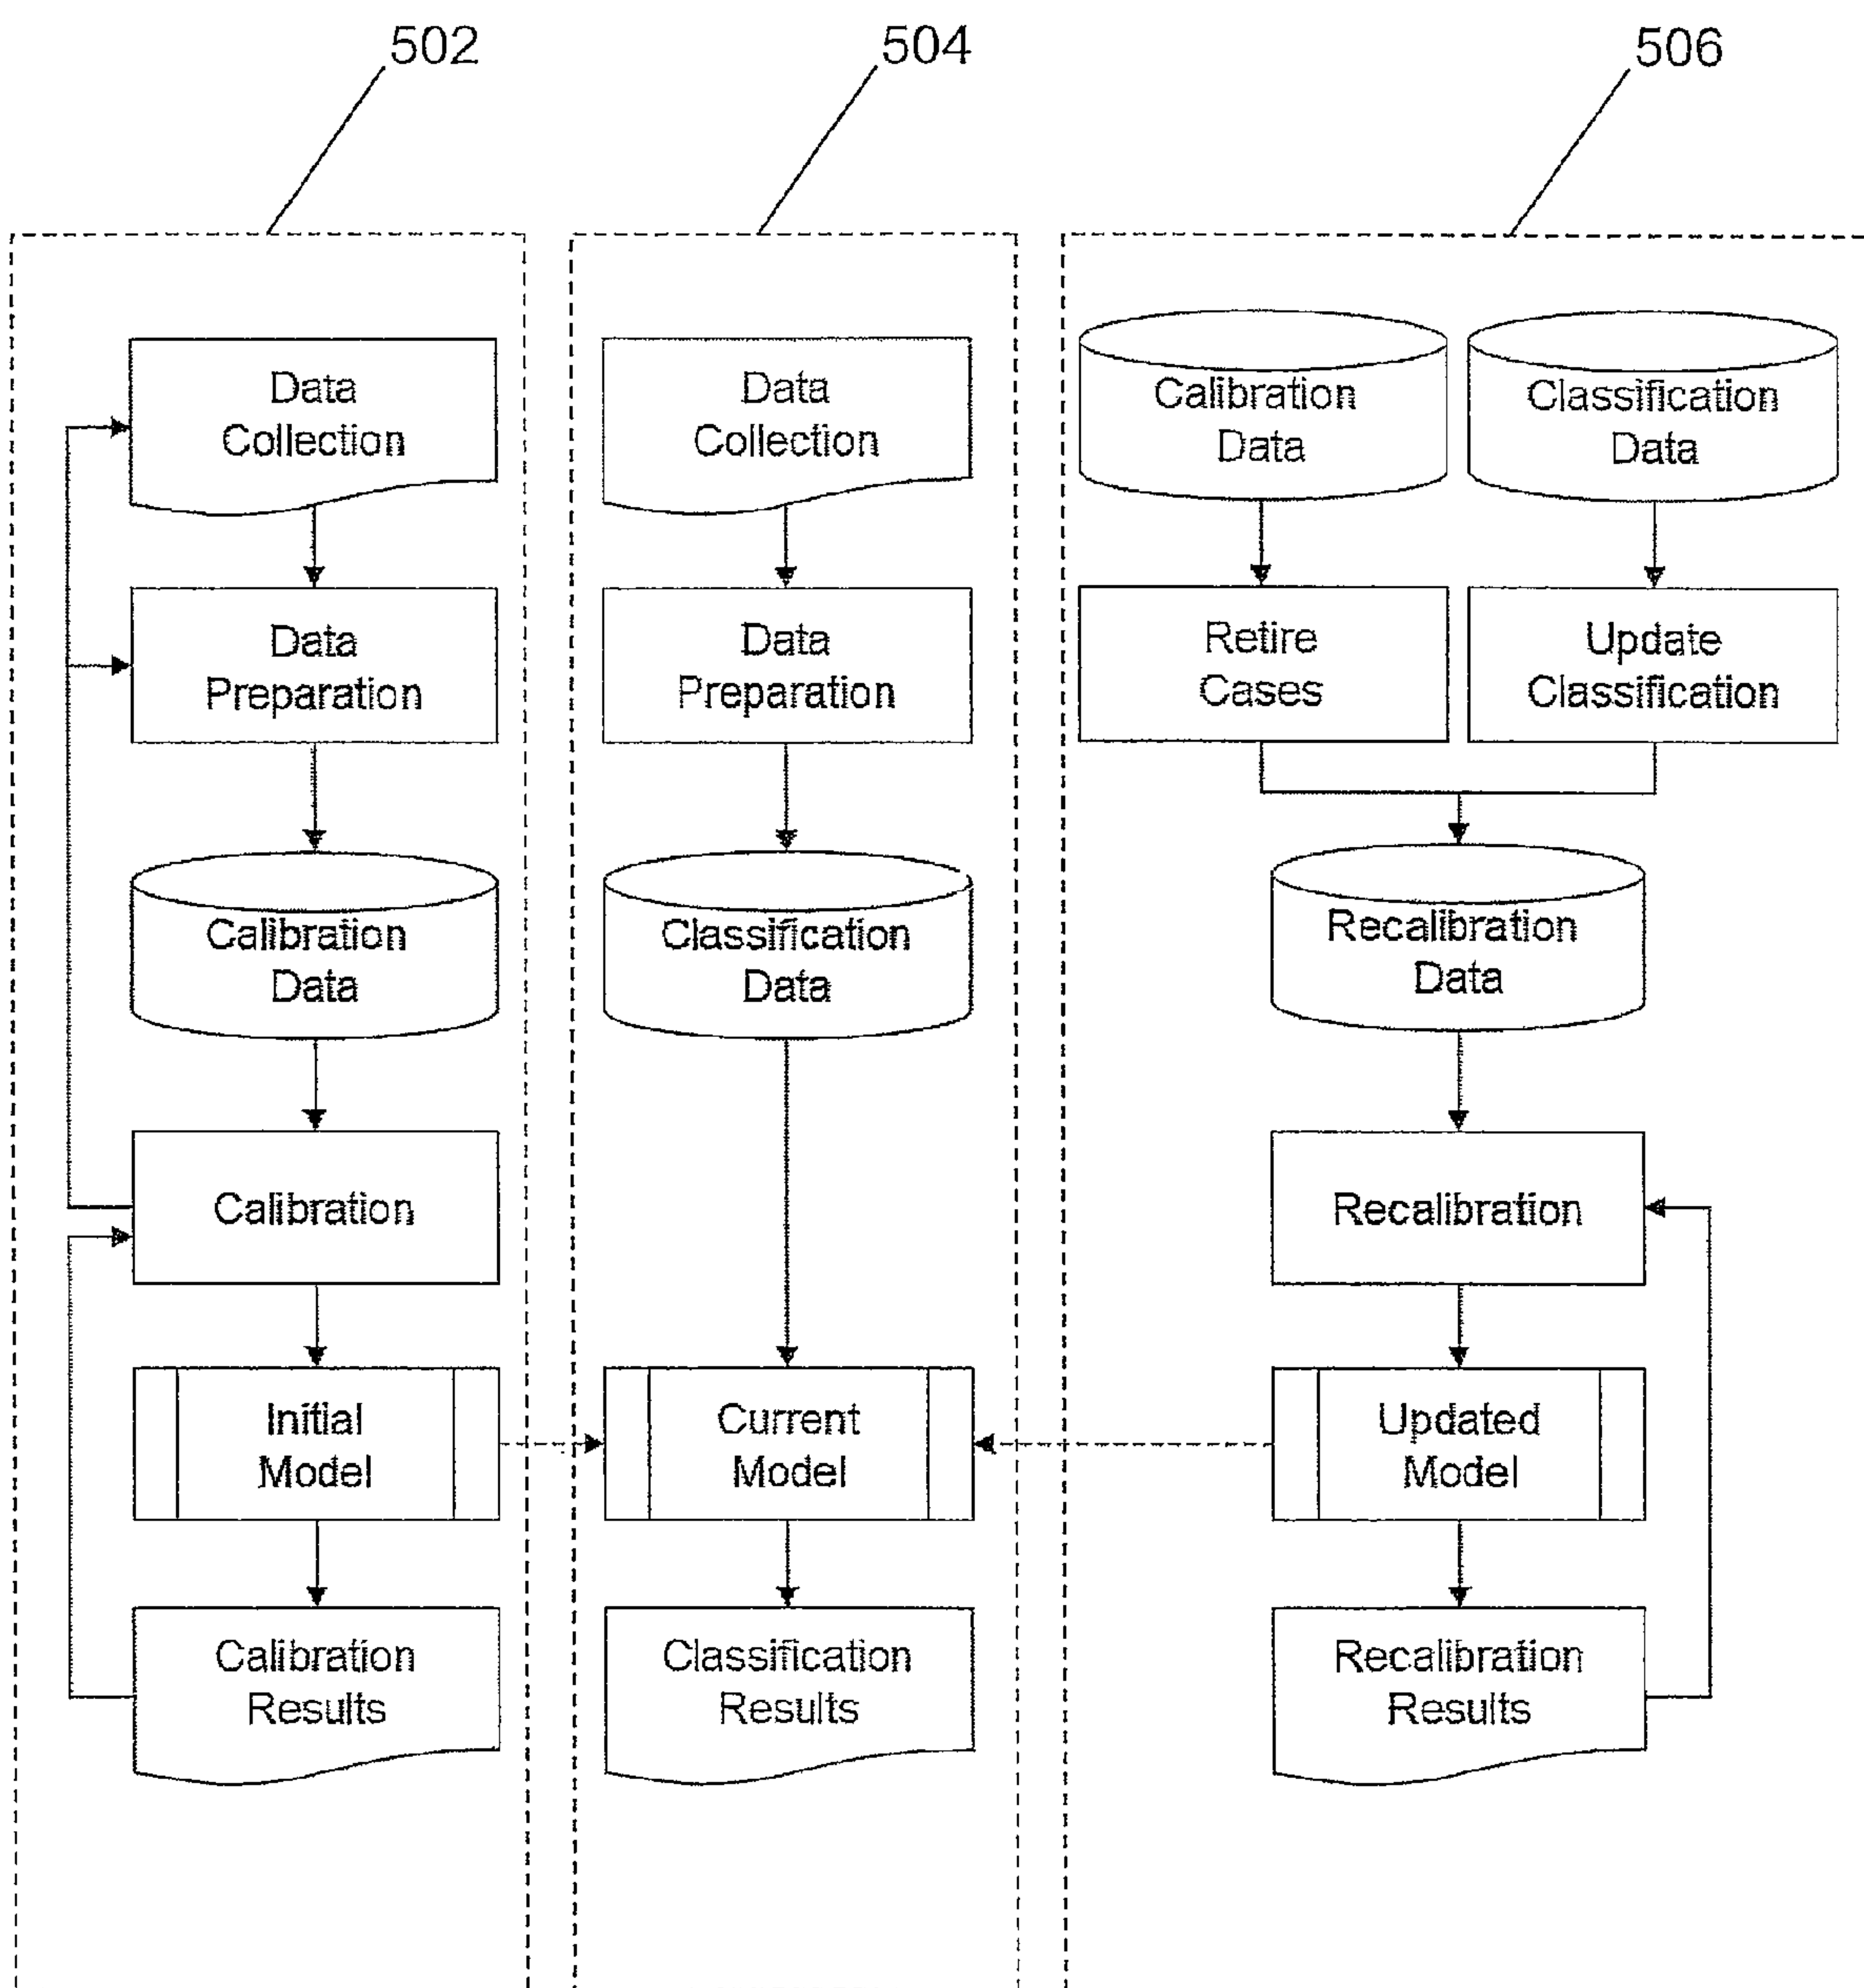 502
504
506
Data
Collection
Data
Preparation
Calibration
Data
Calibration
Initial
Model
Calibration
Results
Data
Collection
Data
Preparation
Classification
Data
Current
Model
Classification
Results
Calibration
Data
Classification
Data
Retire
Cases
Update
Classification
Recalibration
Data
Recalibration
Updated
Model
Recalibration
Results